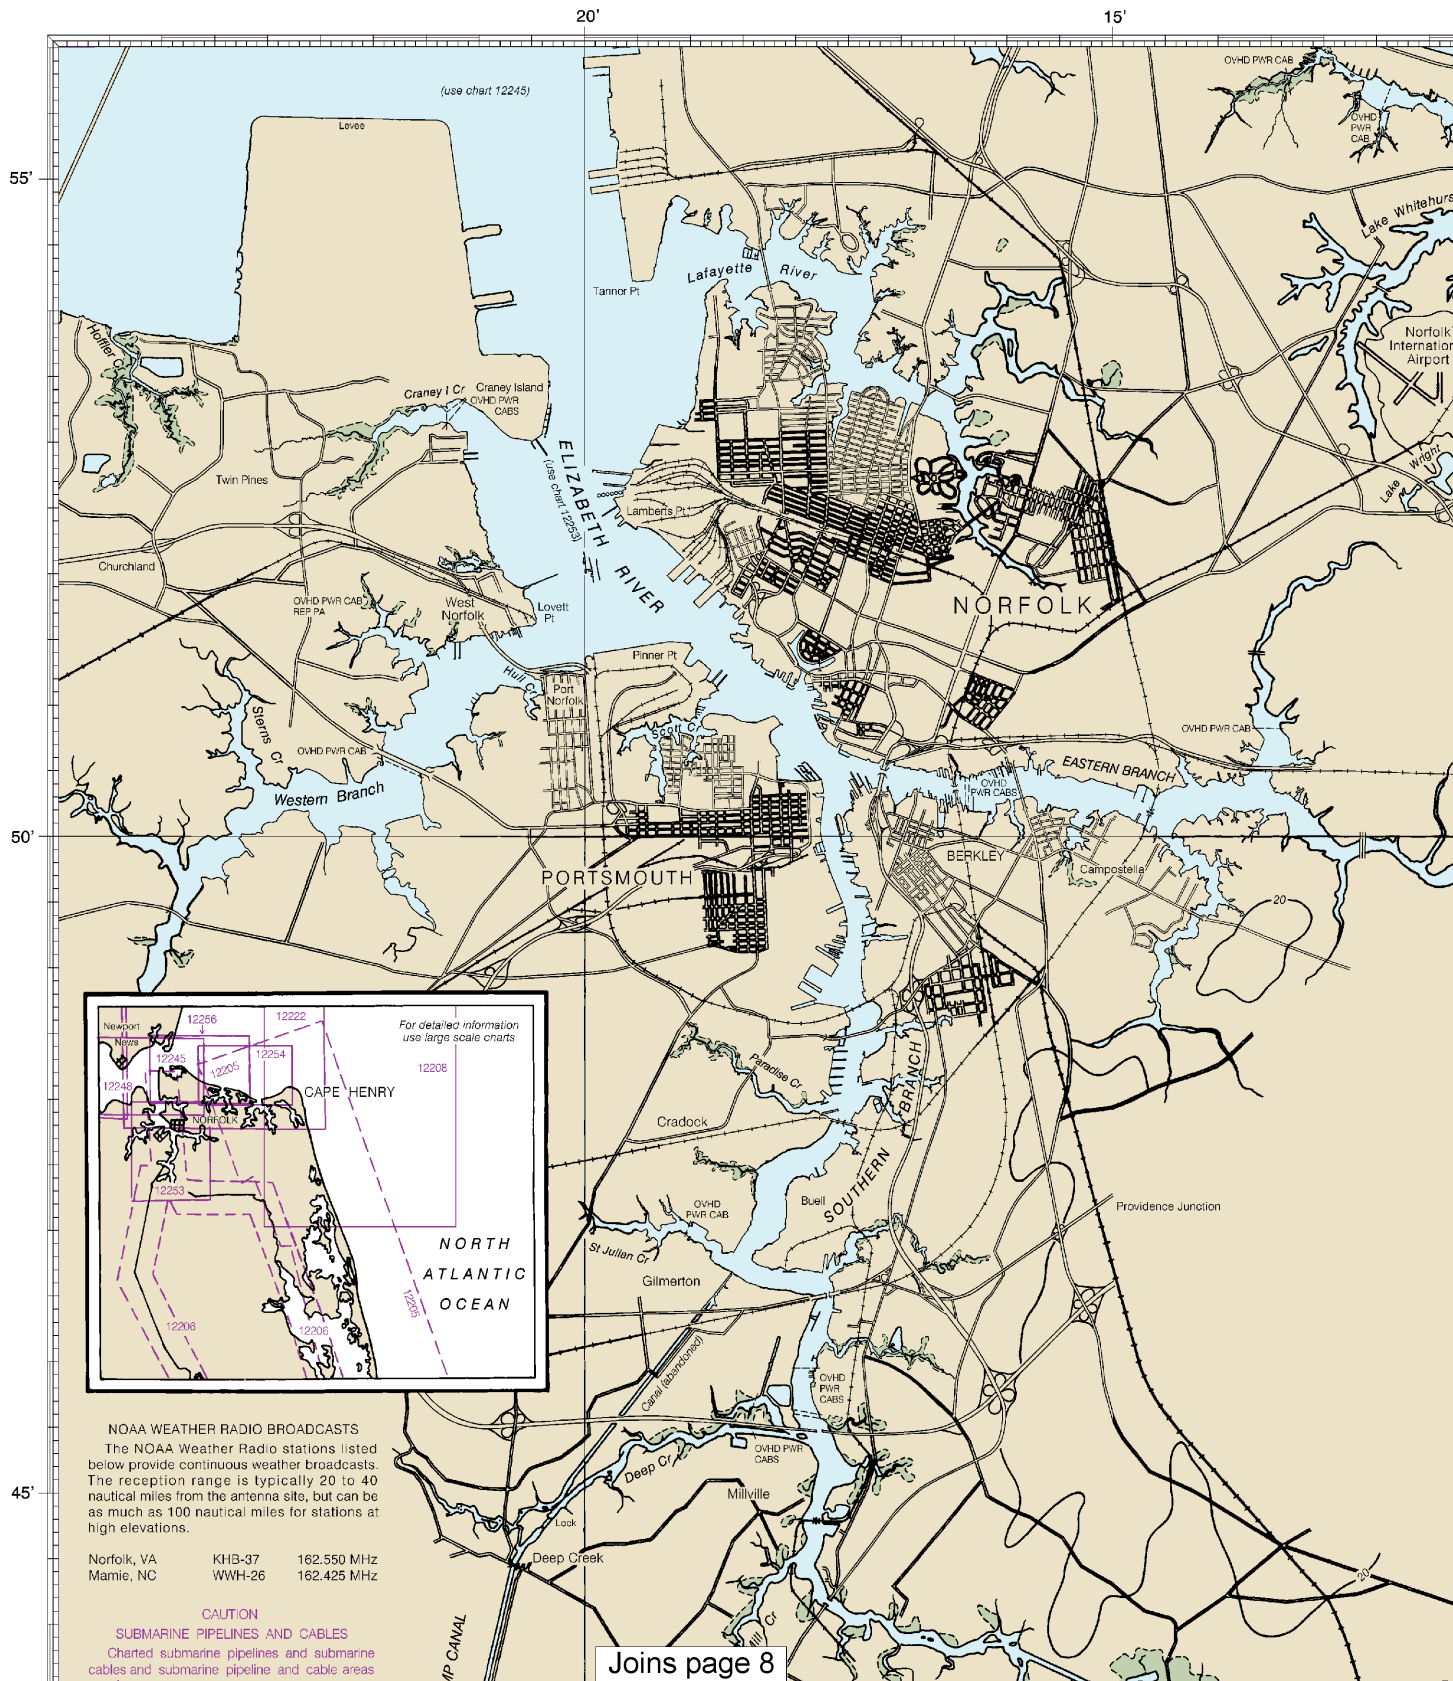 20'
15'
(use chart 12245)
OVHD PWR CAB
Levee
OVHD
PWR
CAB
55'
Lake Whitehurs
Lafayette River
Tanner Pt
Hoffler C
Norfolk
Internation
Airport
Craney I Cr
Craney Island
OVHD PWR
CABS
ELIZABETH RIVER
(use chart 12253)
Twin Pines
Lake Wright
Lamberts Pt
Churchland
OVHD PWR CAB
REP PA
West
Norfolk
Lovett
Pt
NORFOLK
Pinner Pt
Hull Cr
Port
Norfolk
Sterns Cr
Scott Cr
OVHD PWR CAB
OVHD PWR CAB
EASTERN BRANCH
Western Branch
OVHD
PWR CABS
50'
BERKLEY
PORTSMOUTH
Campostella
20
Newport
News
12256
12222
For detailed information
use large scale charts
12245
12205
12254
12208
12248
CAPE HENRY
NORFOLK
12253
NORTH
ATLANTIC
OCEAN
12206
12206
12205
Paradise Cr
Cradock
SOUTHERN BRANCH
Buell
OVHD
PWR CAB
Providence Junction
St Julian Cr
Gilmerton
Canal (abandoned)
OVHD
PWR
CABS
NOAA WEATHER RADIO BROADCASTS
The NOAA Weather Radio stations listed
below provide continuous weather broadcasts.
The reception range is typically 20 to 40
nautical miles from the antenna site, but can be
as much as 100 nautical miles for stations at
high elevations.
Norfolk, VA KHB-37 162.550 MHz
Mamie, NC WWH-26 162.425 MHz
OVHD PWR
CABS
Deep Cr
45'
Millville
Lock
Deep Creek
20
CAUTION
SUBMARINE PIPELINES AND CABLES
Charted submarine pipelines and submarine
cables and submarine pipeline and cable areas
MP CANAL
Cr
Joins page 8